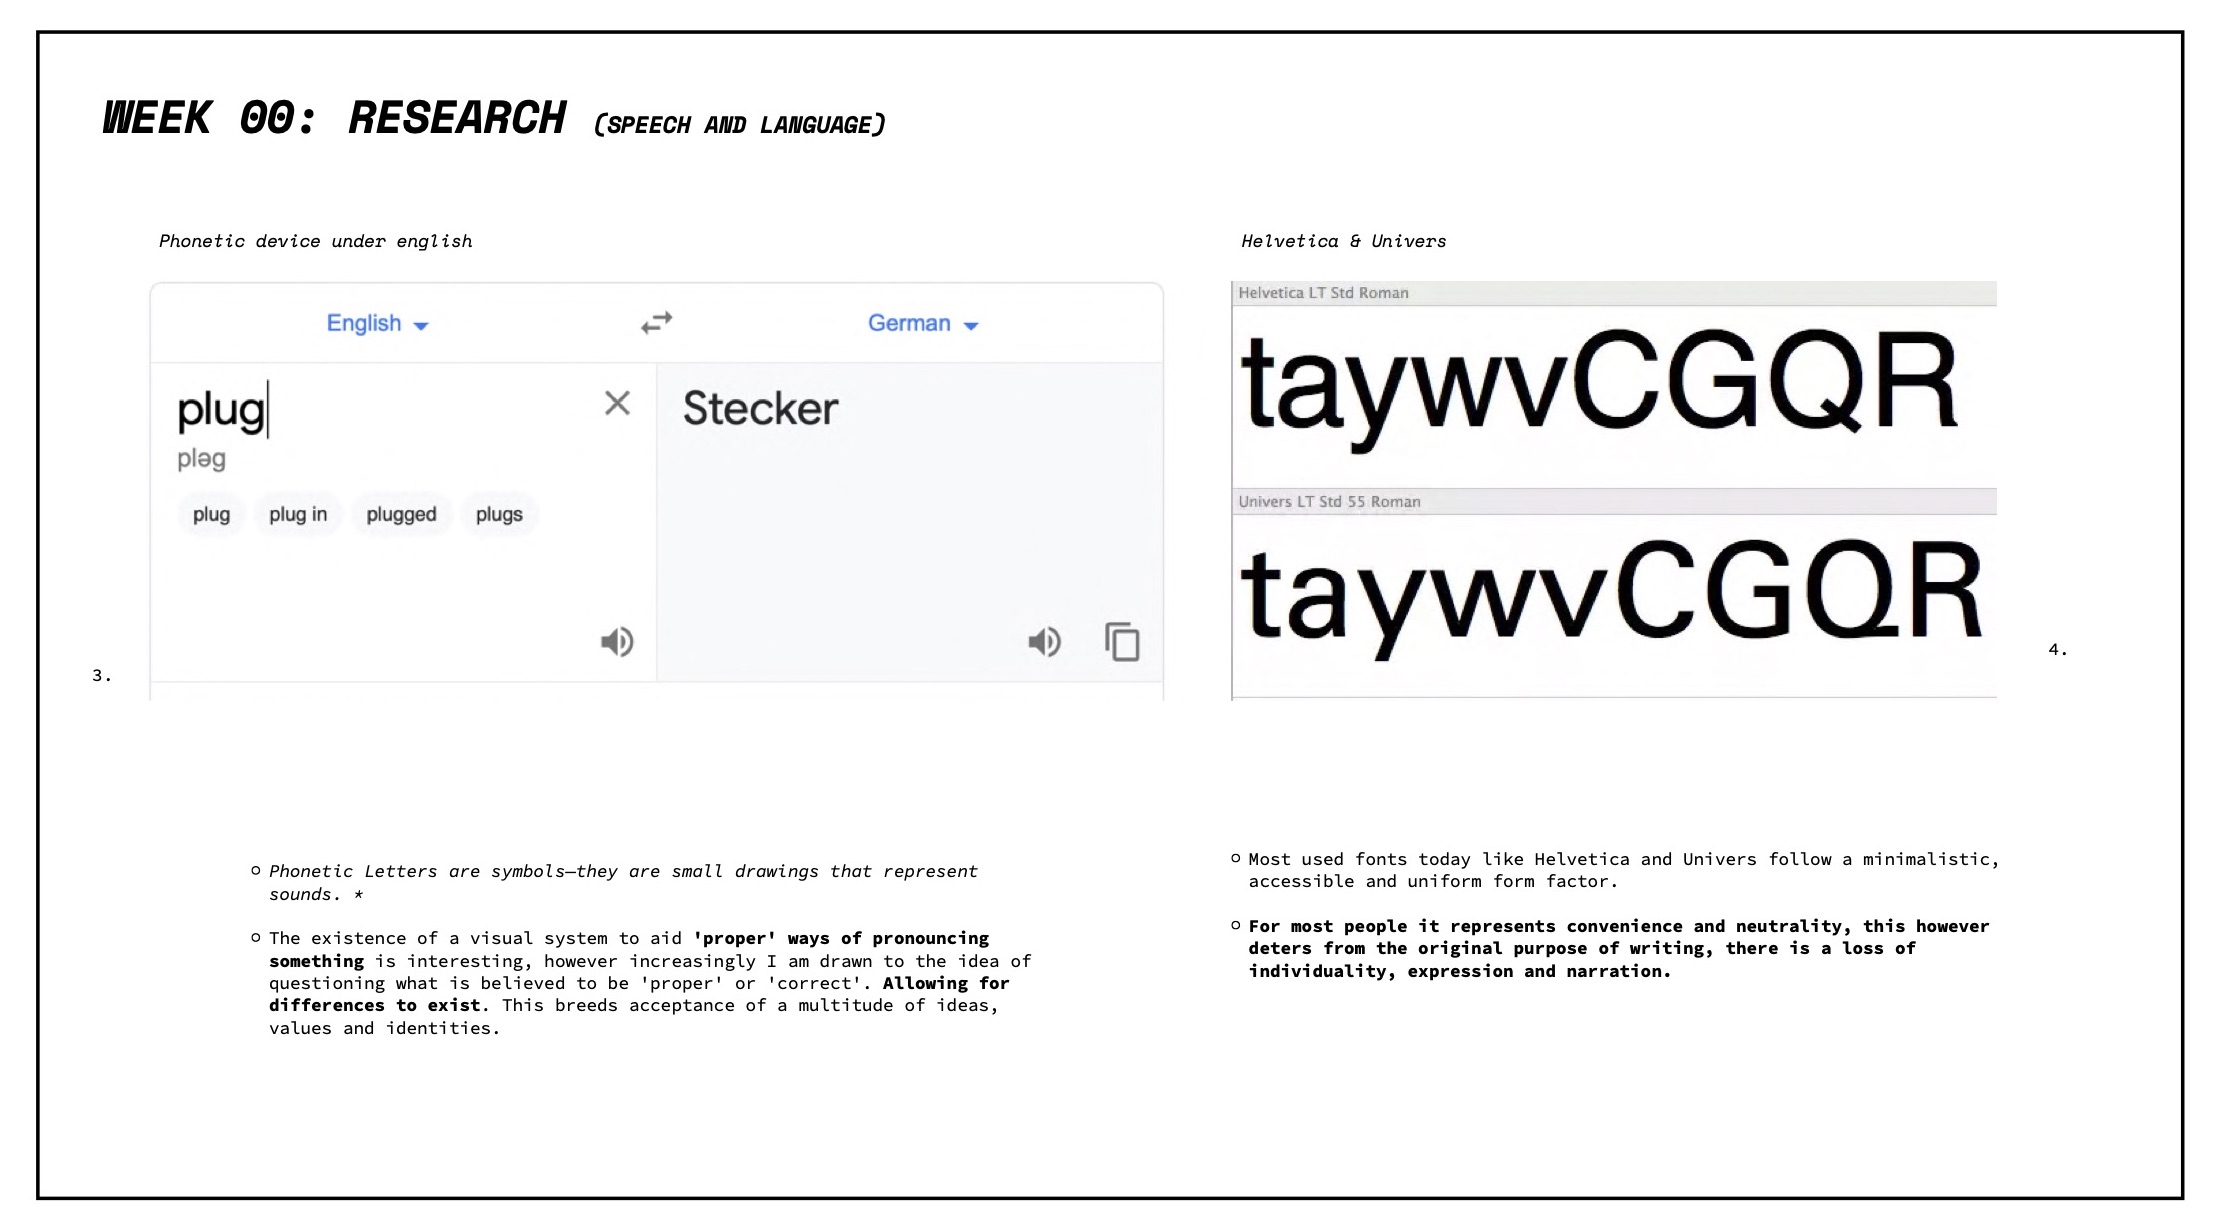 WEEK 00: RESEARCH (SPEECH AND LANGUAGE)
Phonetic device under english
English
German
plug
pləg
plug
plug in
plugged
plugs
Stecker
3.
Phonetic Letters are symbols—they are small drawings that represent
sounds. *
The existence of a visual system to aid 'proper' ways of pronouncing
something is interesting, however increasingly I am drawn to the idea of
questioning what is believed to be 'proper' or 'correct'. Allowing for
differences to exist. This breeds acceptance of a multitude of ideas,
values and identities.
Helvetica & Univers
Helvetica LT Std Roman
taywvCGQR
Univers LT Std 55 Roman
taywvCGQR
4.
Most used fonts today like Helvetica and Univers follow a minimalistic,
accessible and uniform form factor.
For most people it represents convenience and neutrality, this however
deters from the original purpose of writing, there is a loss of
individuality, expression and narration.